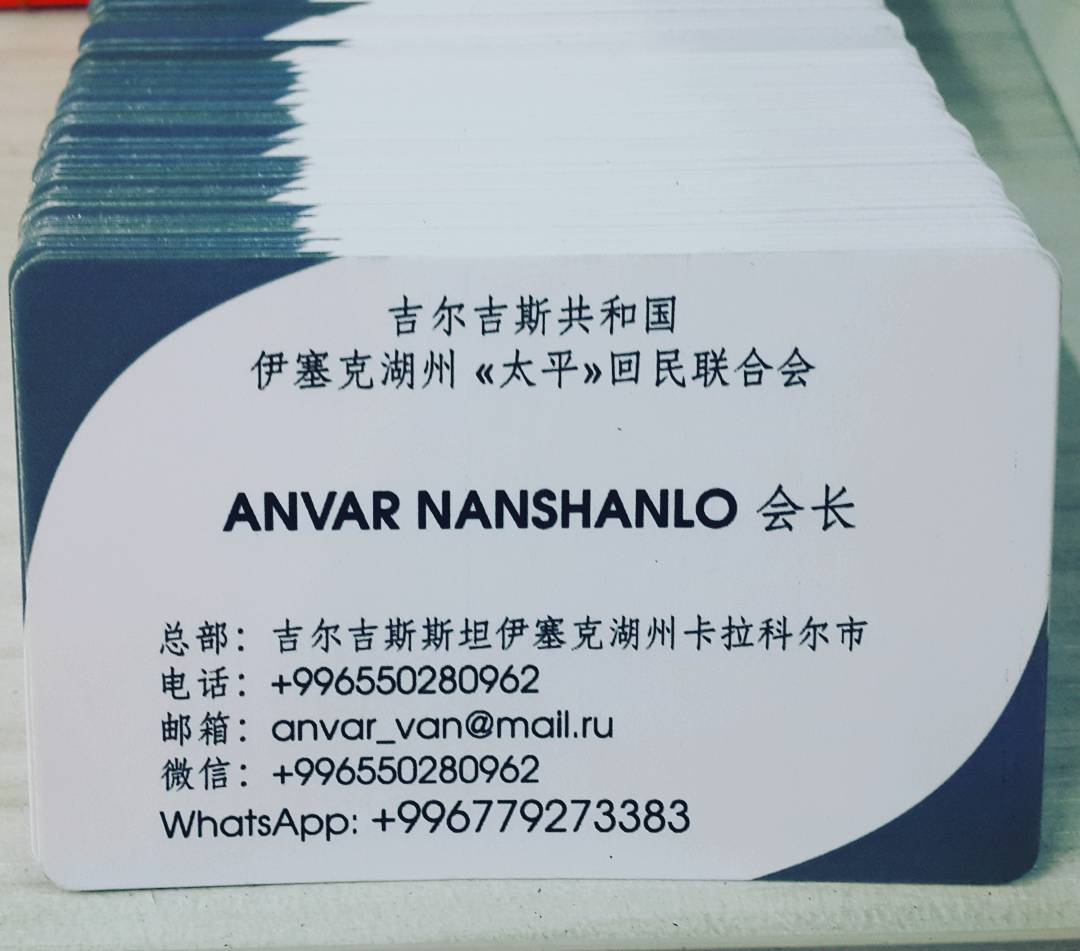 吉尔吉斯共和国
伊塞克湖州 «太平»回民联合会
ANVAR NANSHANLO 会长
总部: 吉尔吉斯斯坦伊塞克湖州卡拉科尔市
电话: +996550280962
邮箱: anvar_van@mail.ru
微信: +996550280962
WhatsApp: +996779273383